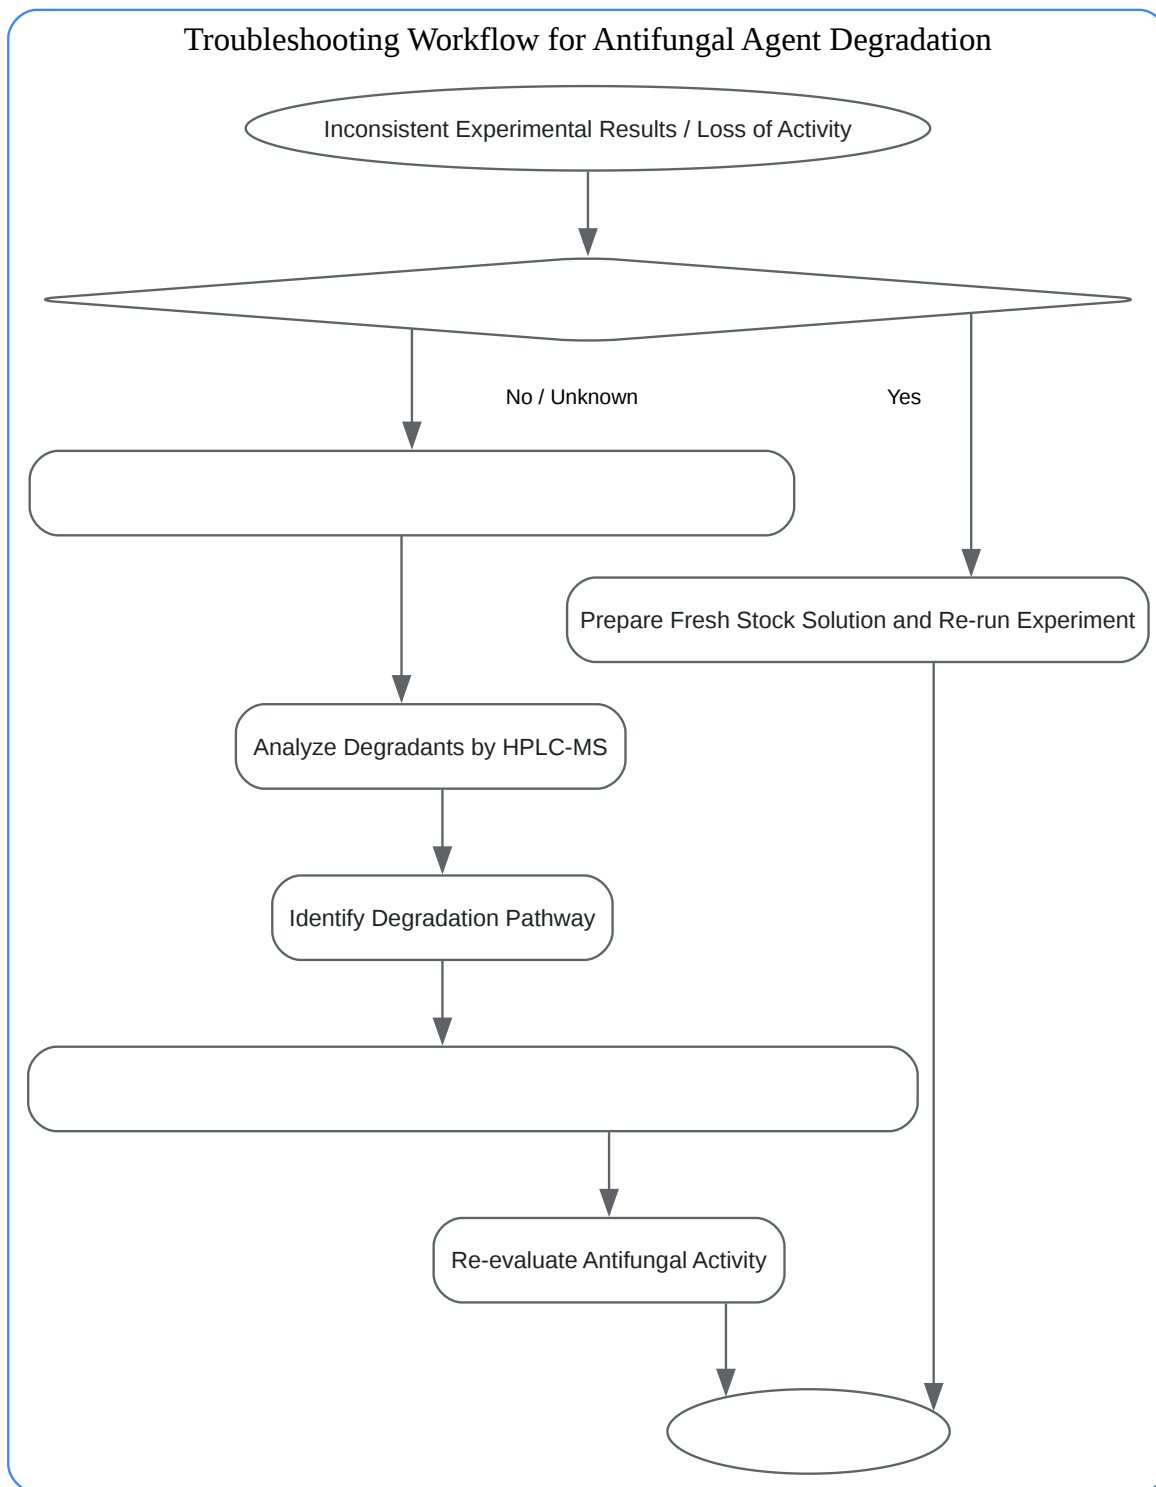 Troubleshooting Workflow for Antifungal Agent Degradation
Inconsistent Experimental Results / Loss of Activity
No / Unknown
Yes
Prepare Fresh Stock Solution and Re-run Experiment
Analyze Degradants by HPLC-MS
Identify Degradation Pathway
Re-evaluate Antifungal Activity